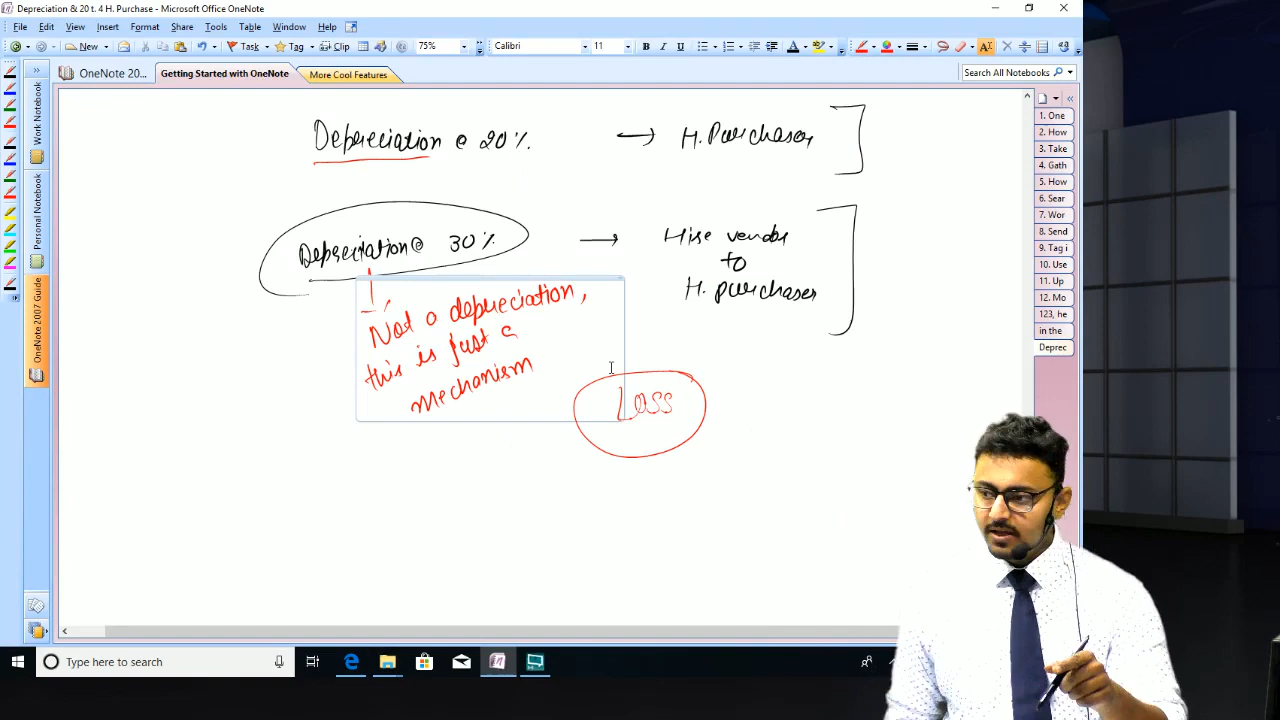 Depreciation & 20 t. 4 H. Purchase - Microsoft Office OneNote
File Edit View Insert Format Share Tools Table Window Help
New Task Tag Clip 75% Calibri 11 B I U
OneNote 20... Getting Started with OneNote More Cool Features Search All Notebooks
Work Notebook
Personal Notebook
OneNote 2007 Guide
1. One
2. How
3. Take
4. Gath
5. How
6. Sear
7. Wor
8. Send
9. Tag i
10. Use
11. Up
12. Mo
123, he
in the
Deprec
Depreciation @ 20% → H. Purchaser
Depreciation @ 30% → Hire vendor
to
H. purchaser
Not a depreciation,
this is just a
mechanism
Loss
Type here to search